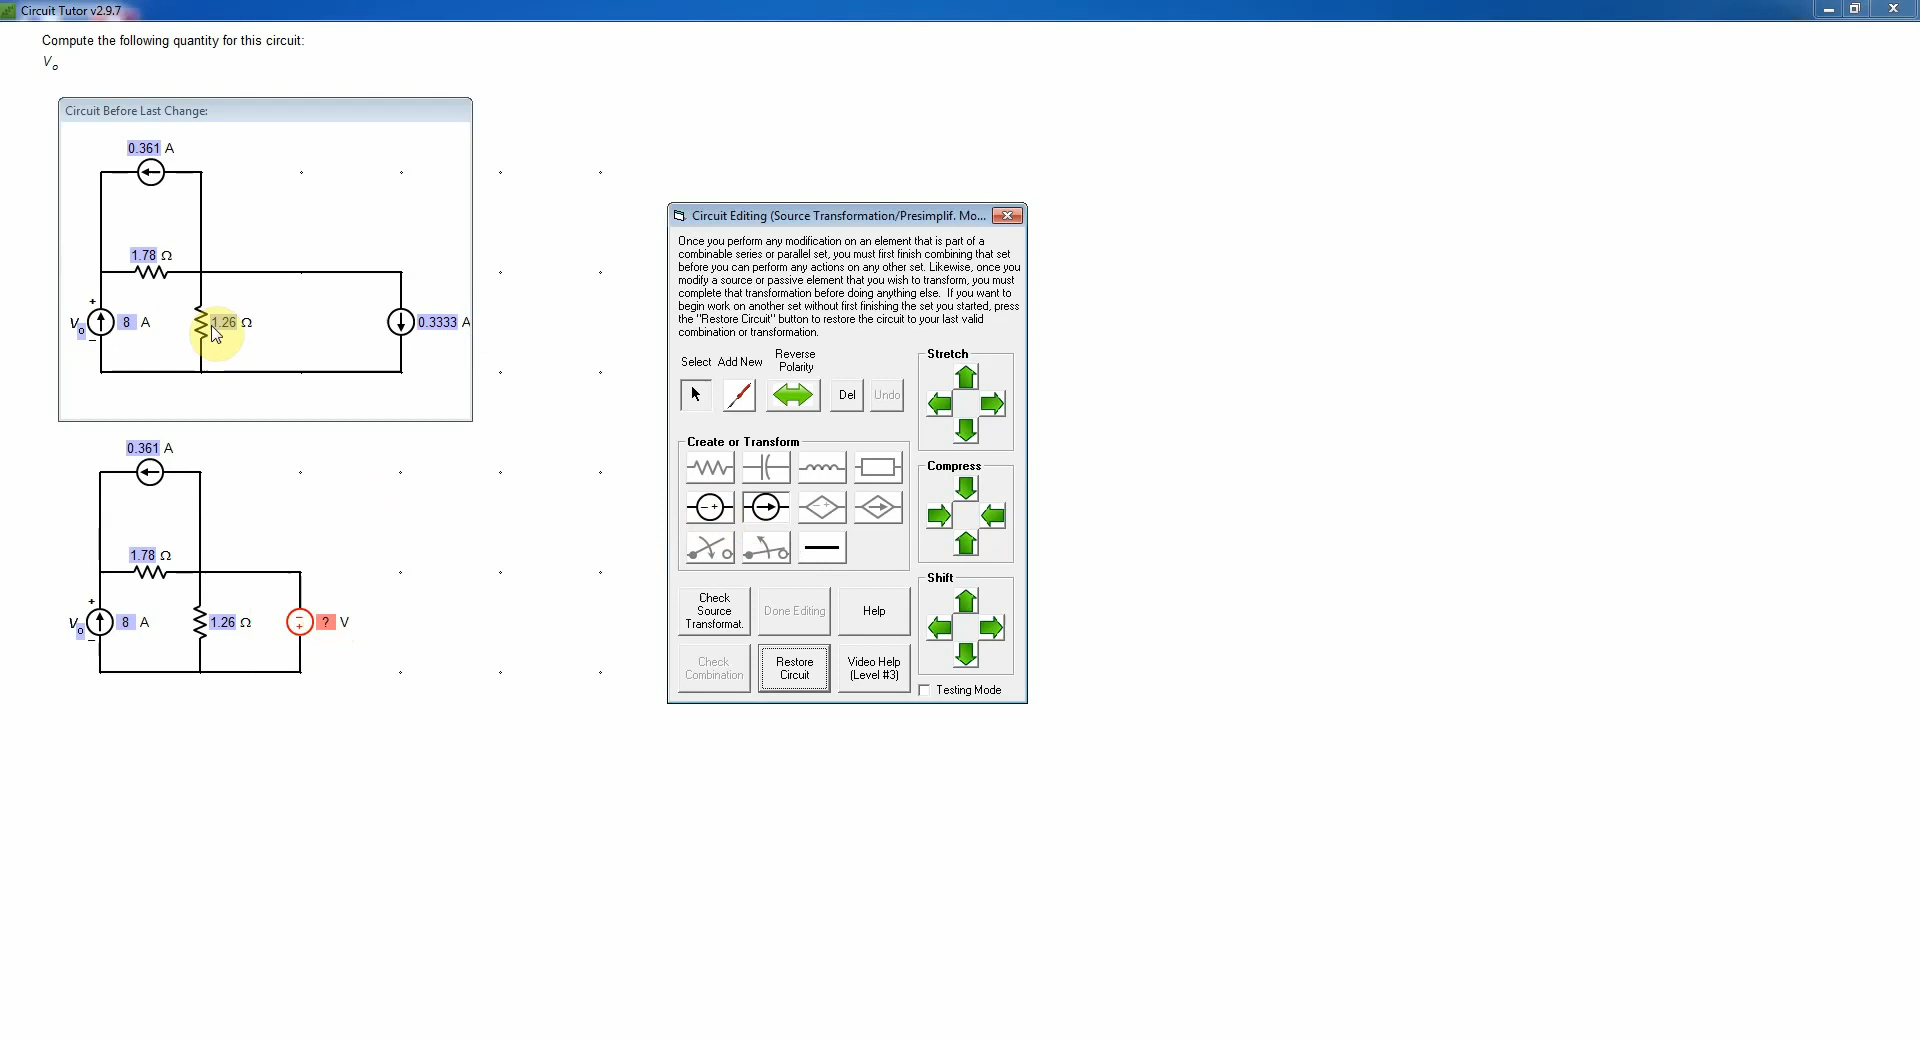 Circuit Tutor v2.9.7
Compute the following quantity for this circuit:
Vo
Circuit Before Last Change:
0.361 A
1.78 Ω
+
Vo 8 A
−
1.26 Ω
0.3333 A
0.361 A
1.78 Ω
+
Vo 8 A
−
1.26 Ω
− +
? V
Circuit Editing (Source Transformation/Presimplif. Mo...
Once you perform any modification on an element that is part of a
combinable series or parallel set, you must first finish combining that set
before you can perform any actions on any other set. Likewise, once you
modify a source or passive element that you wish to transform, you must
complete that transformation before doing anything else. If you want to
begin work on another set without first finishing the set you started, press
the "Restore Circuit" button to restore the circuit to your last valid
combination or transformation.
Select Add New Reverse Polarity
Del Undo
Create or Transform
− +
− +
Check Source Transformat.
Done Editing
Help
Check Combination
Restore Circuit
Video Help (Level #3)
Stretch
Compress
Shift
Testing Mode